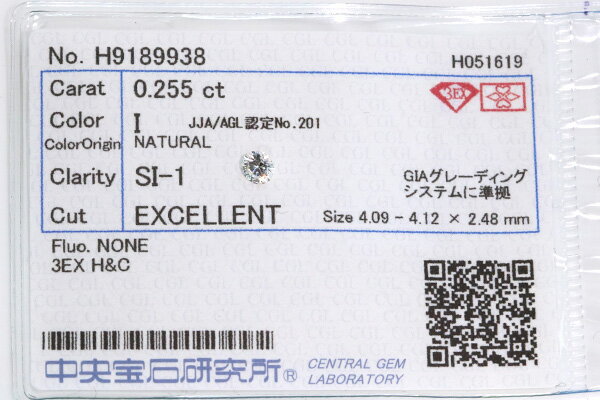 No. H9189938
H051619
Carat 0.255 ct
3EX
Color I JJA/AGL認定No.201
ColorOrigin NATURAL
Clarity SI-1
GIAグレーディング
システムに準拠
Cut EXCELLENT Size 4.09 - 4.12 × 2.48 mm
Fluo. NONE
3EX H&C
中央宝石研究所®
CENTRAL GEM
LABORATORY